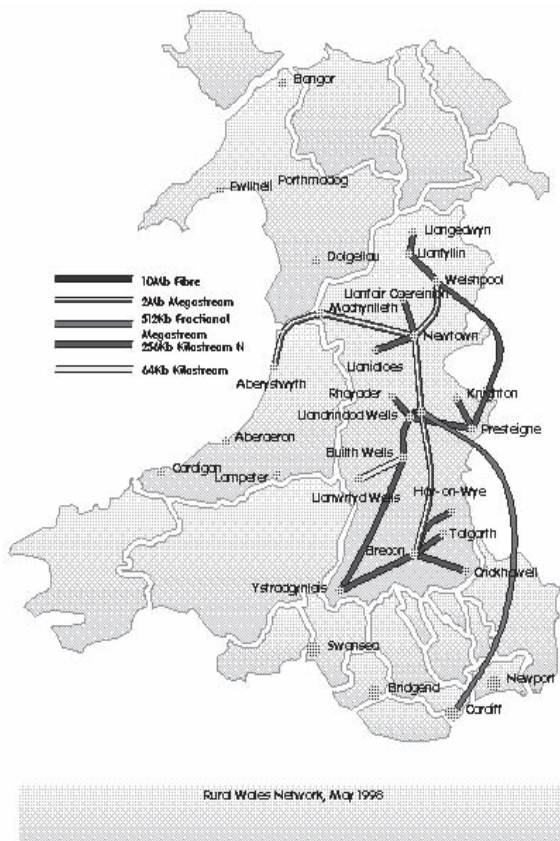 Bangor
Pwllheli
Porthmadog
Dolgellau
Llangedwyn
Llanfyllin
Welshpool
Llanfair Caereinion
Machynlleth
Newtown
Llanidloes
Aberystwyth
Rhayader
Knighton
Llandrindod Wells
Presteigne
Aberaeron
Builth Wells
Cardigan
Lampeter
Llanwrtyd Wells
Hay-on-Wye
Talgarth
Brecon
Crickhowell
Ystradgynlais
Swansea
Bridgend
Newport
Cardiff
10Mb Fibre
2Mb Megastream
512Kb Fractional
Megastream
256Kb Kilostream N
64Kb Kilostream
Rural Wales Network, May 1998